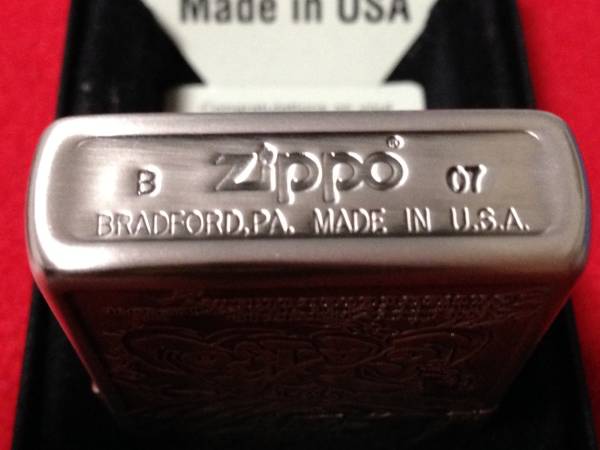 Made in USA
B zippo® 07
BRADFORD,PA. MADE IN U.S.A.